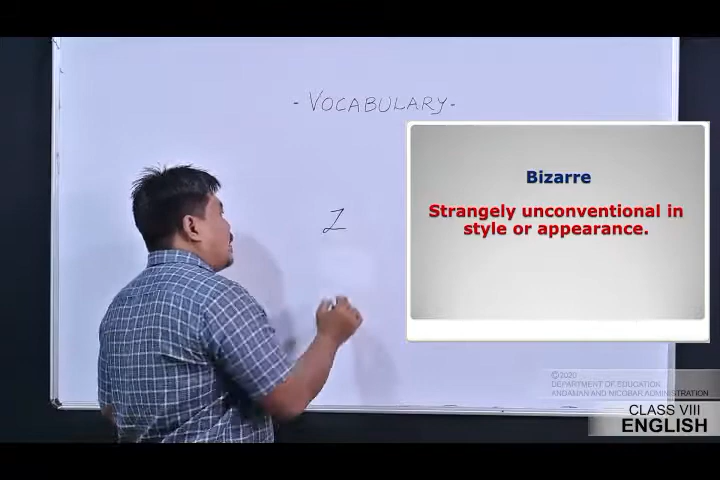 - VOCABULARY-
I
Bizarre
Strangely unconventional in
style or appearance.
©2020
DEPARTMENT OF EDUCATION
ANDAMAN AND NICOBAR ADMINISTRATION
CLASS VIII
ENGLISH